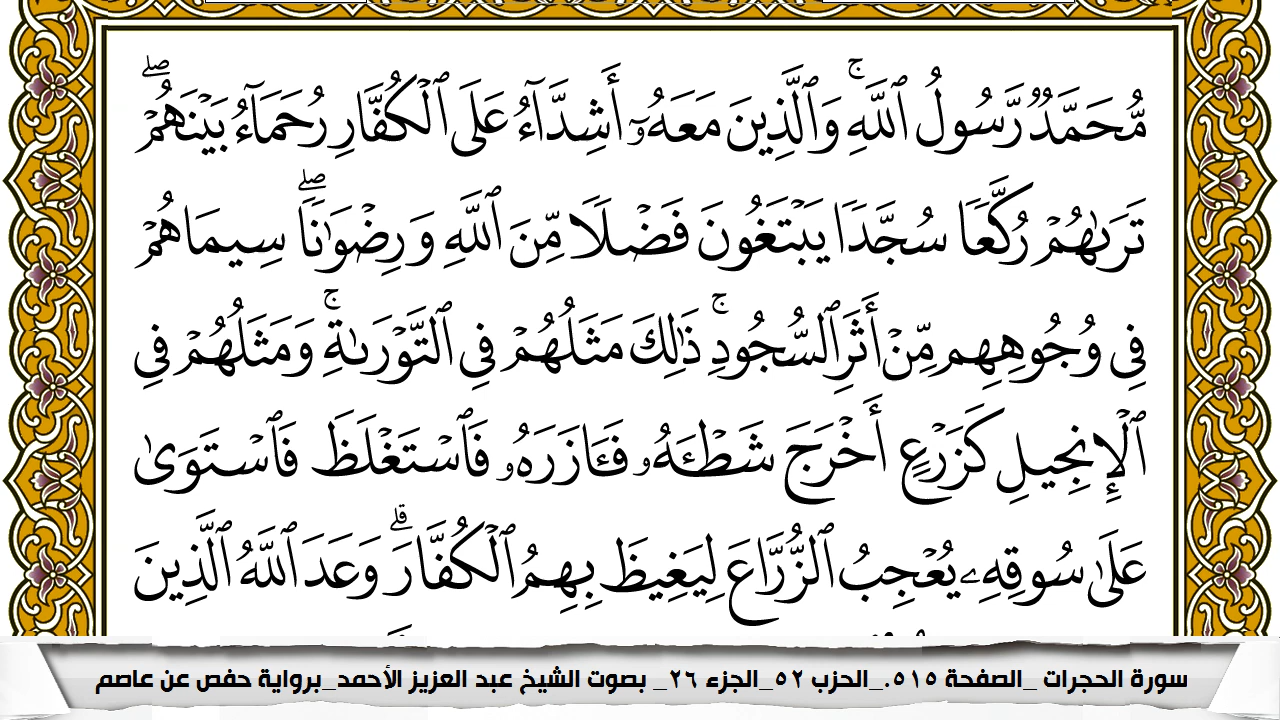 مُّحَمَّدٌ رَّسُولُ ٱللَّهِۚ وَٱلَّذِينَ مَعَهُۥٓ أَشِدَّآءُ عَلَى ٱلْكُفَّارِ رُحَمَآءُ بَيْنَهُمْۖ
تَرَىٰهُمْ رُكَّعًا سُجَّدًا يَبْتَغُونَ فَضْلًا مِّنَ ٱللَّهِ وَرِضْوَٰنًاۖ سِيمَاهُمْ
فِى وُجُوهِهِم مِّنْ أَثَرِ ٱلسُّجُودِۚ ذَٰلِكَ مَثَلُهُمْ فِى ٱلتَّوْرَىٰةِۚ وَمَثَلُهُمْ فِى
ٱلْإِنجِيلِ كَزَرْعٍ أَخْرَجَ شَطْـَٔهُۥ فَـَٔازَرَهُۥ فَٱسْتَغْلَظَ فَٱسْتَوَىٰ
عَلَىٰ سُوقِهِۦ يُعْجِبُ ٱلزُّرَّاعَ لِيَغِيظَ بِهِمُ ٱلْكُفَّارَۗ وَعَدَ ٱللَّهُ ٱلَّذِينَ
سورة الحجرات _الصفحة ٥١٥._الحزب ٥٢_الجزء ٢٦_ بصوت الشيخ عبد العزيز الأحمد_برواية حفص عن عاصم